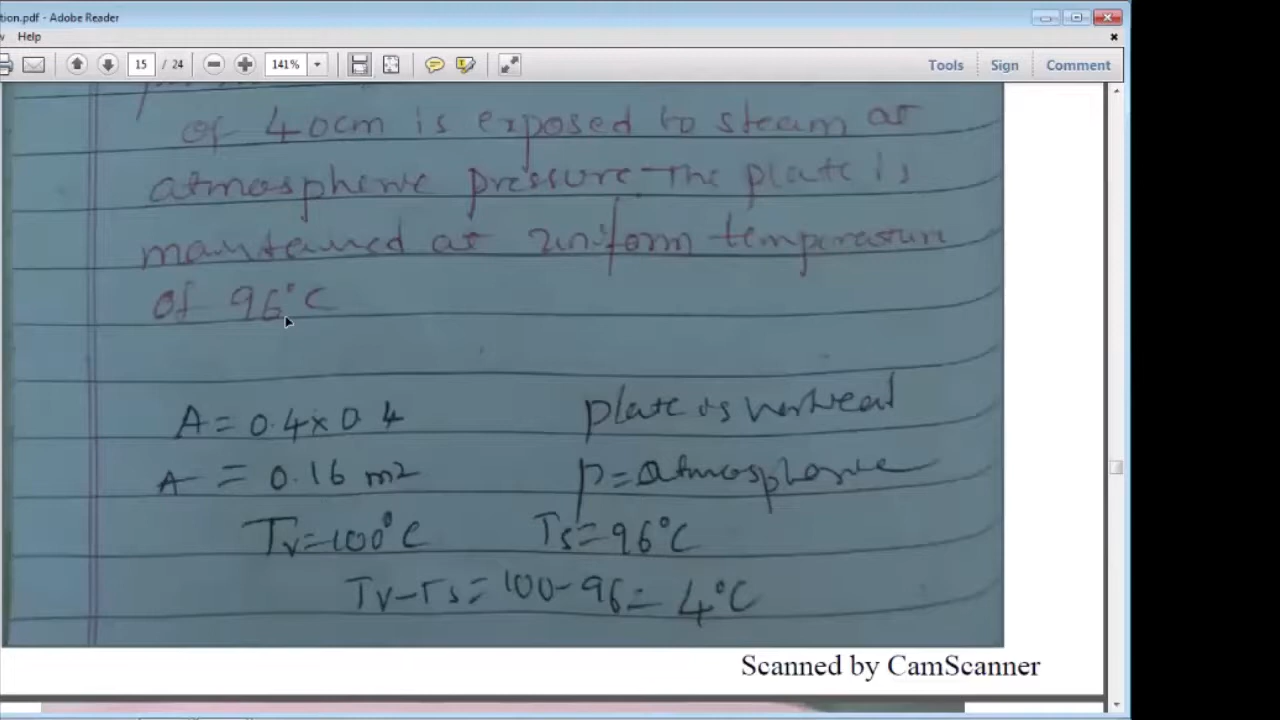 tion.pdf - Adobe Reader
Help
15 / 24 141% Tools Sign Comment
of 40cm is exposed to steam at
atmospheric pressure. The plate is
maintained at uniform temperature
of 96°C
A = 0.4 x 0 4 plate is vertical
A = 0.16 m2 p = atmospheric
Tv = 100°C Ts = 96°C
Tv - Ts = 100 - 96 = 4°C
Scanned by CamScanner